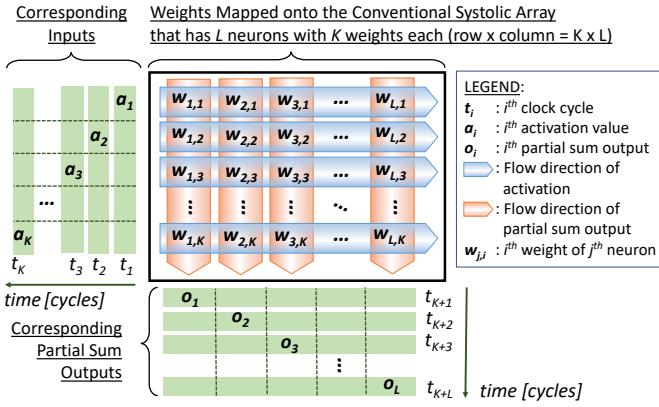 Corresponding
Inputs
Weights Mapped onto the Conventional Systolic Array
that has L neurons with K weights each (row x column = K x L)
a1
a2
a3
...
aK
tK t3 t2 t1
time [cycles]
w1,1 w2,1 w3,1 ... wL,1
w1,2 w2,2 w3,2 ... wL,2
w1,3 w2,3 w3,3 ... wL,3
w1,K w2,K w3,K ... wL,K
LEGEND:
ti : ith clock cycle
ai : ith activation value
oi : ith partial sum output
: Flow direction of
activation
: Flow direction of
partial sum output
wj,i : ith weight of jth neuron
Corresponding
Partial Sum
Outputs
o1 tK+1
o2 tK+2
o3 tK+3
...
oL tK+L
time [cycles]